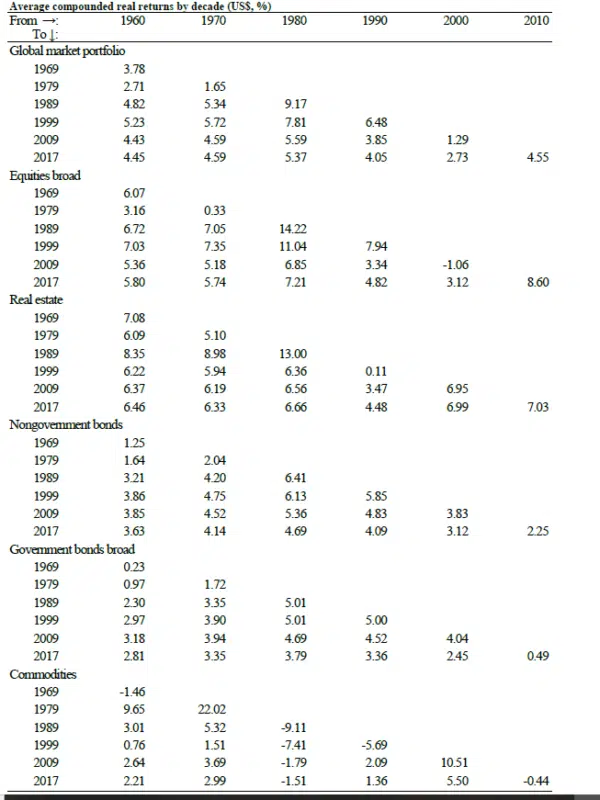 Average compounded real returns by decade (US$, %)
From →: 1960 1970 1980 1990 2000 2010
To ↓:
Global market portfolio
1969 3.78
1979 2.71 1.65
1989 4.82 5.34 9.17
1999 5.23 5.72 7.81 6.48
2009 4.43 4.59 5.59 3.85 1.29
2017 4.45 4.59 5.37 4.05 2.73 4.55
Equities broad
1969 6.07
1979 3.16 0.33
1989 6.72 7.05 14.22
1999 7.03 7.35 11.04 7.94
2009 5.36 5.18 6.85 3.34 -1.06
2017 5.80 5.74 7.21 4.82 3.12 8.60
Real estate
1969 7.08
1979 6.09 5.10
1989 8.35 8.98 13.00
1999 6.22 5.94 6.36 0.11
2009 6.37 6.19 6.56 3.47 6.95
2017 6.46 6.33 6.66 4.48 6.99 7.03
Nongovernment bonds
1969 1.25
1979 1.64 2.04
1989 3.21 4.20 6.41
1999 3.86 4.75 6.13 5.85
2009 3.85 4.52 5.36 4.83 3.83
2017 3.63 4.14 4.69 4.09 3.12 2.25
Government bonds broad
1969 0.23
1979 0.97 1.72
1989 2.30 3.35 5.01
1999 2.97 3.90 5.01 5.00
2009 3.18 3.94 4.69 4.52 4.04
2017 2.81 3.35 3.79 3.36 2.45 0.49
Commodities
1969 -1.46
1979 9.65 22.02
1989 3.01 5.32 -9.11
1999 0.76 1.51 -7.41 -5.69
2009 2.64 3.69 -1.79 2.09 10.51
2017 2.21 2.99 -1.51 1.36 5.50 -0.44